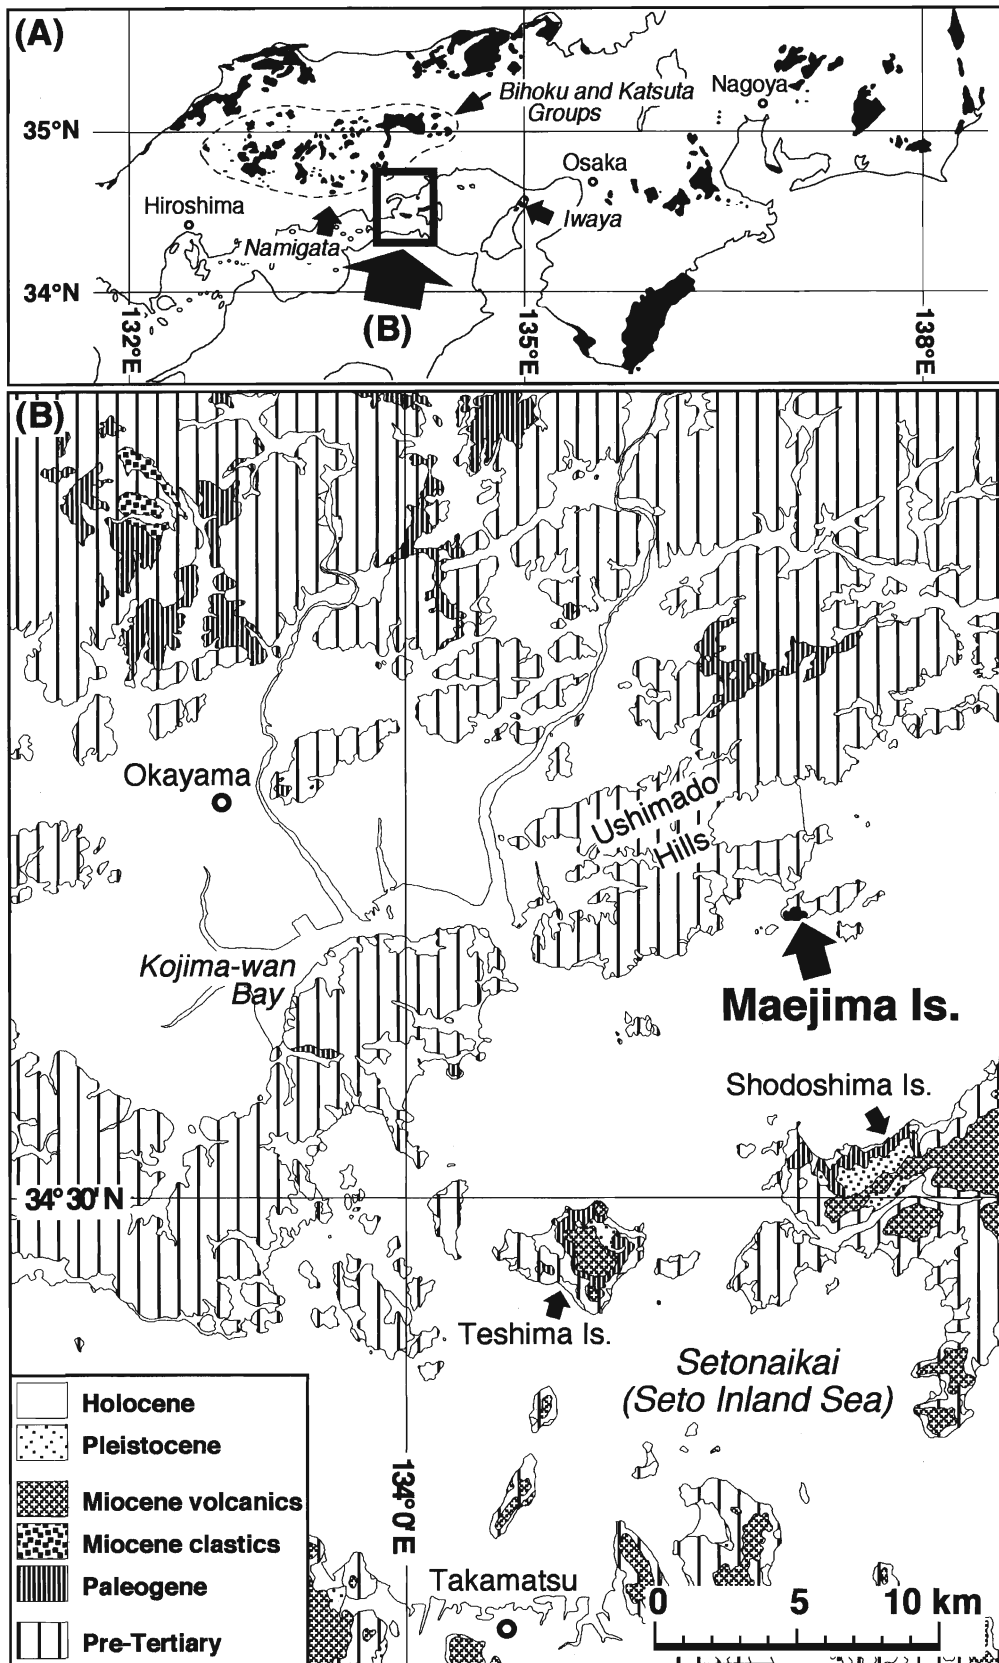 (A)
Bihoku and Katsuta
Groups
Nagoya
35°N
Osaka
Hiroshima
Iwaya
Namigata
34°N
(B)
132°E
135°E
138°E
(B)
Okayama
Ushimado
Hills
Kojima-wan
Bay
Maejima Is.
Shodoshima Is.
34°30'N
Teshima Is.
Setonaikai
(Seto Inland Sea)
Holocene
Pleistocene
Miocene volcanics
Miocene clastics
Paleogene
Pre-Tertiary
134°0'E
Takamatsu
0 5 10 km